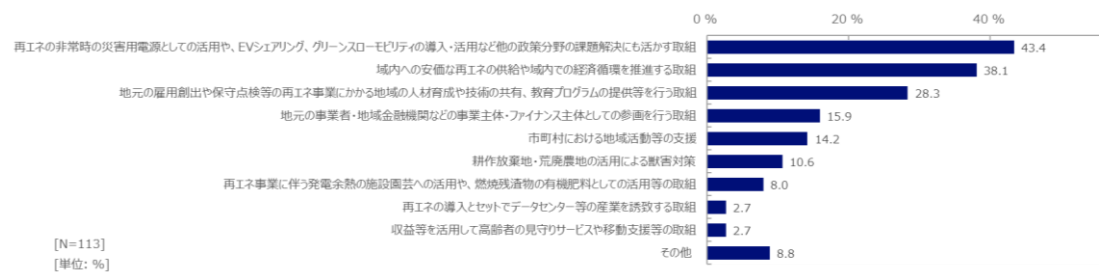 0 %
20 %
40 %
再エネの非常時の災害用電源としての活用や、EVシェアリング、グリーンスローモビリティの導入・活用など他の政策分野の課題解決にも活かす取組
43.4
域内への安価な再エネの供給や域内での経済循環を推進する取組
38.1
地元の雇用創出や保守点検等の再エネ事業にかかる地域の人材育成や技術の共有、教育プログラムの提供等を行う取組
28.3
地元の事業者・地域金融機関などの事業主体・ファイナンス主体としての参画を行う取組
15.9
市町村における地域活動等の支援
14.2
耕作放棄地・荒廃農地の活用による獣害対策
10.6
再エネ事業に伴う発電余熱の施設園芸への活用や、燃焼残渣物の有機肥料としての活用等の取組
8.0
再エネの導入とセットでデータセンター等の産業を誘致する取組
2.7
収益等を活用して高齢者の見守りサービスや移動支援等の取組
2.7
その他
8.8
[N=113]
[単位: %]